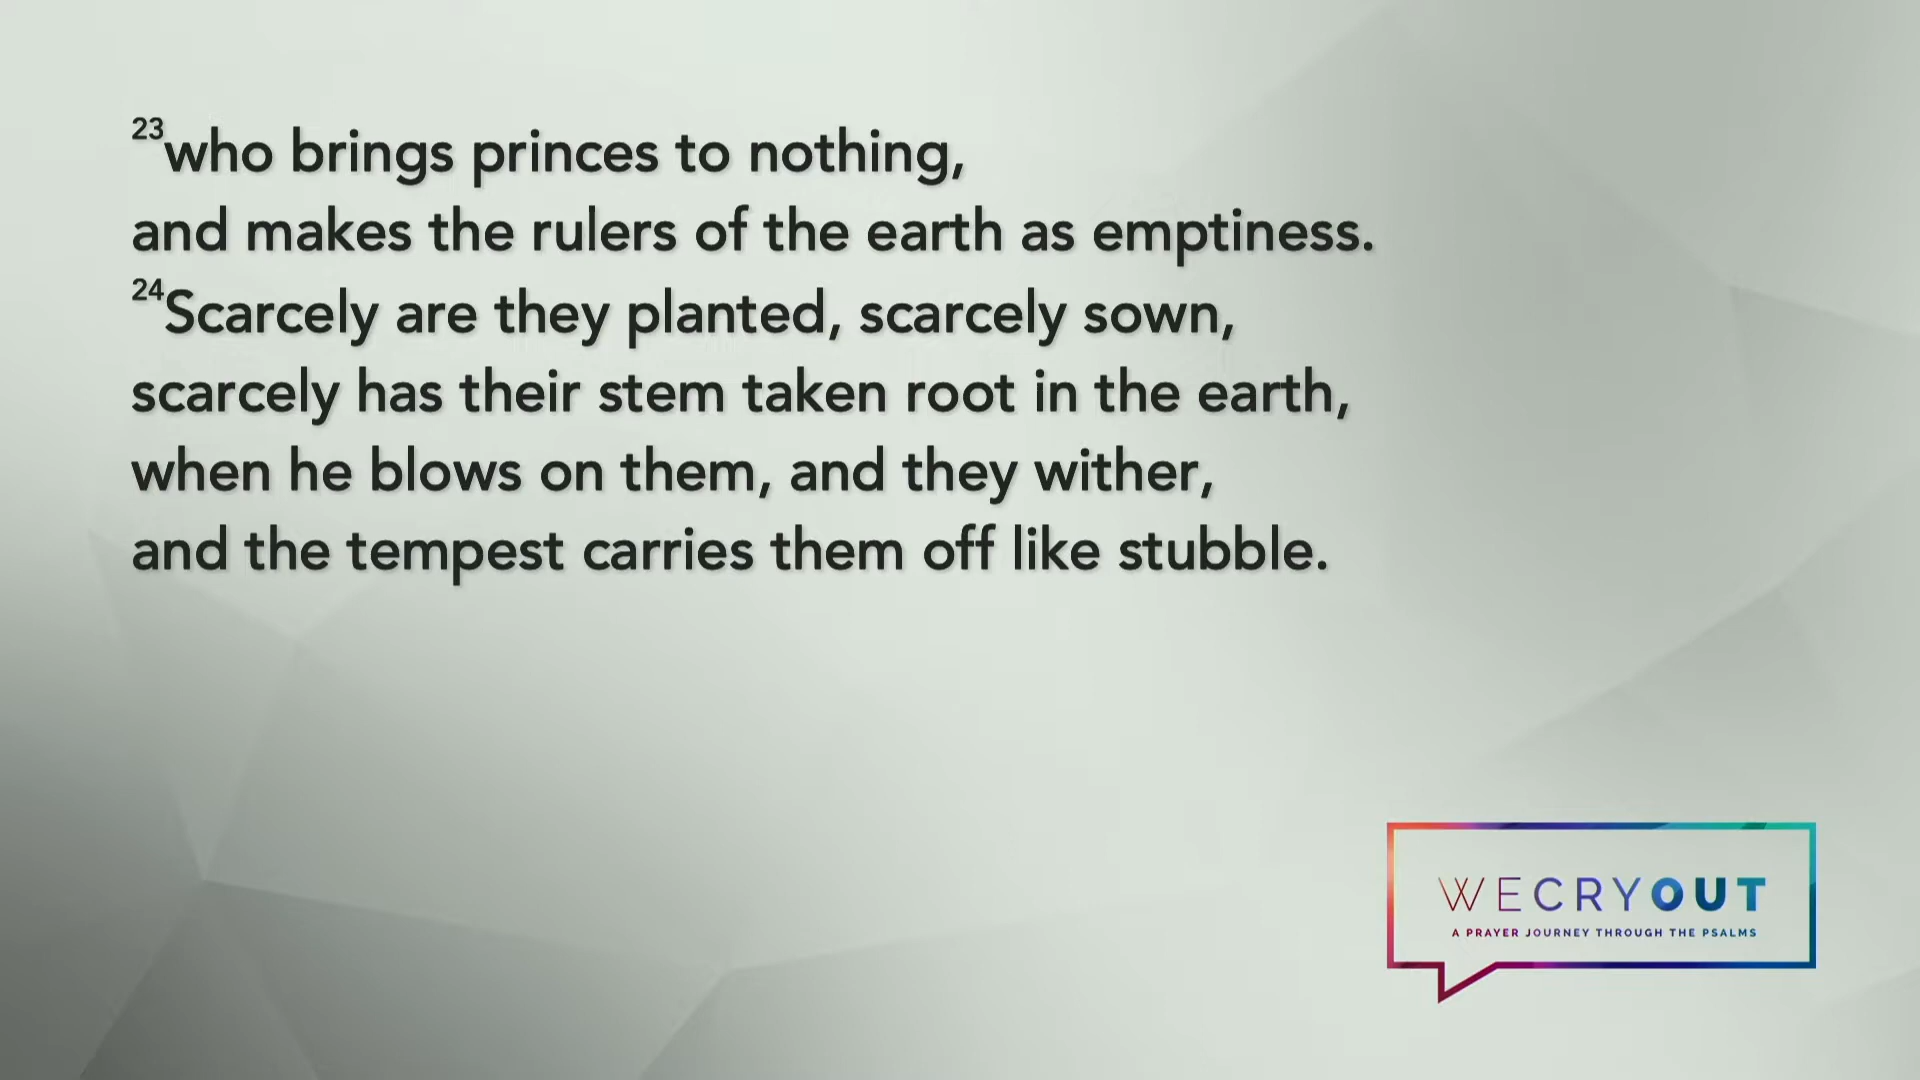 23who brings princes to nothing,
and makes the rulers of the earth as emptiness.
24Scarcely are they planted, scarcely sown,
scarcely has their stem taken root in the earth,
when he blows on them, and they wither,
and the tempest carries them off like stubble.
WECRYOUT
A PRAYER JOURNEY THROUGH THE PSALMS